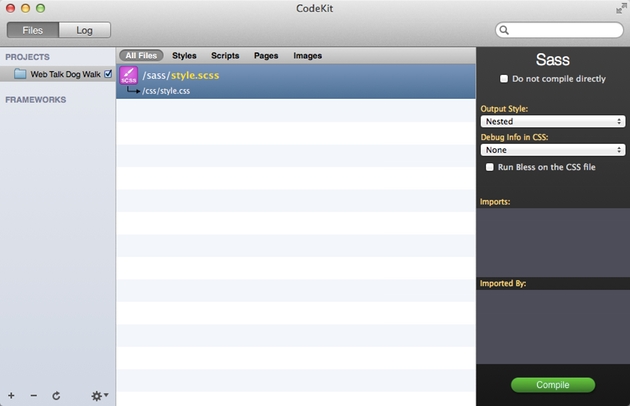 CodeKit
Files Log
PROJECTS
Web Talk Dog Walk
FRAMEWORKS
All Files Styles Scripts Pages Images
SCSS
/sass/style.scss
/css/style.css
Sass
Do not compile directly
Output Style:
Nested
Debug Info in CSS:
None
Run Bless on the CSS file
Imports:
Imported By:
Compile